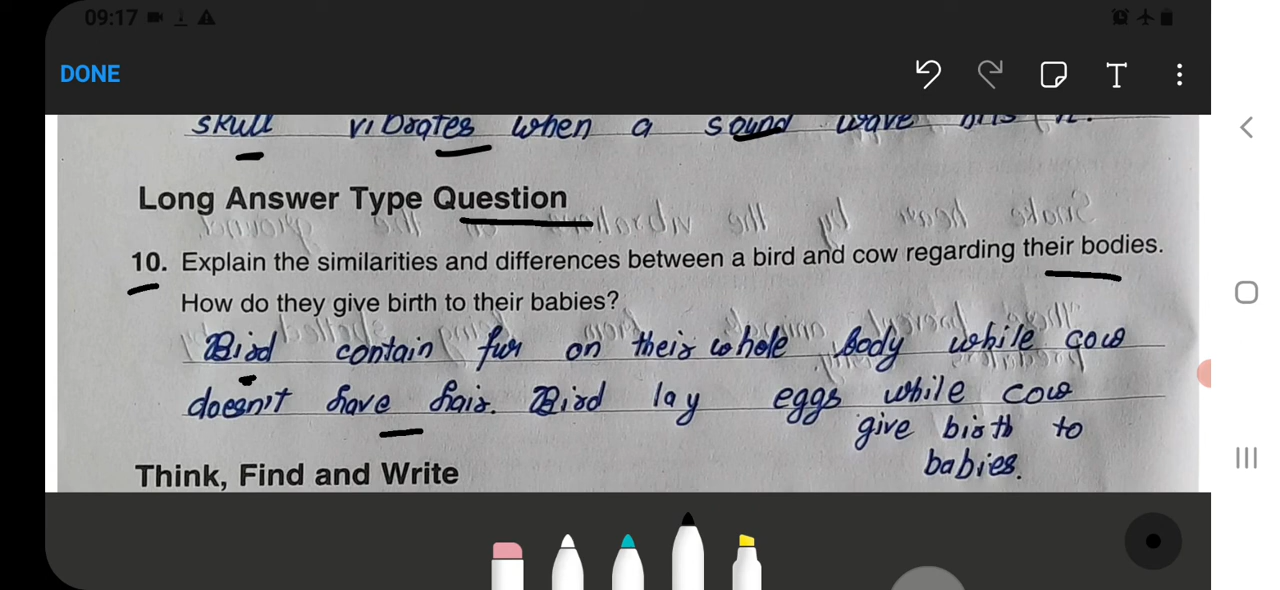 09:17
DONE
T
skull vibrates when a sound wave hits it.
Long Answer Type Question
10. Explain the similarities and differences between a bird and cow regarding their bodies.
How do they give birth to their babies?
Bird contain fur on their whole body while cow
doesn't have hair. Bird lay eggs while cow
give birth to
babies.
Think, Find and Write